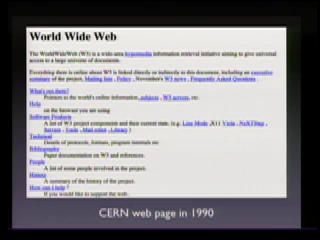 World Wide Web
The WorldWideWeb (W3) is a wide-area hypermedia information retrieval initiative aiming to give universal
access to a large universe of documents.
Everything there is online about W3 is linked directly or indirectly to this document, including an executive
summary of the project, Mailing lists , Policy , November's W3 news , Frequently Asked Questions .
What's out there?
Pointers to the world's online information, subjects , W3 servers, etc.
Help
on the browser you are using
Software Products
A list of W3 project components and their current state. (e.g. Line Mode ,X11 Viola , NeXTStep ,
Servers , Tools , Mail robot , Library )
Technical
Details of protocols, formats, program internals etc
Bibliography
Paper documentation on W3 and references.
People
A list of some people involved in the project.
History
A summary of the history of the project.
How can I help ?
If you would like to support the web..
CERN web page in 1990